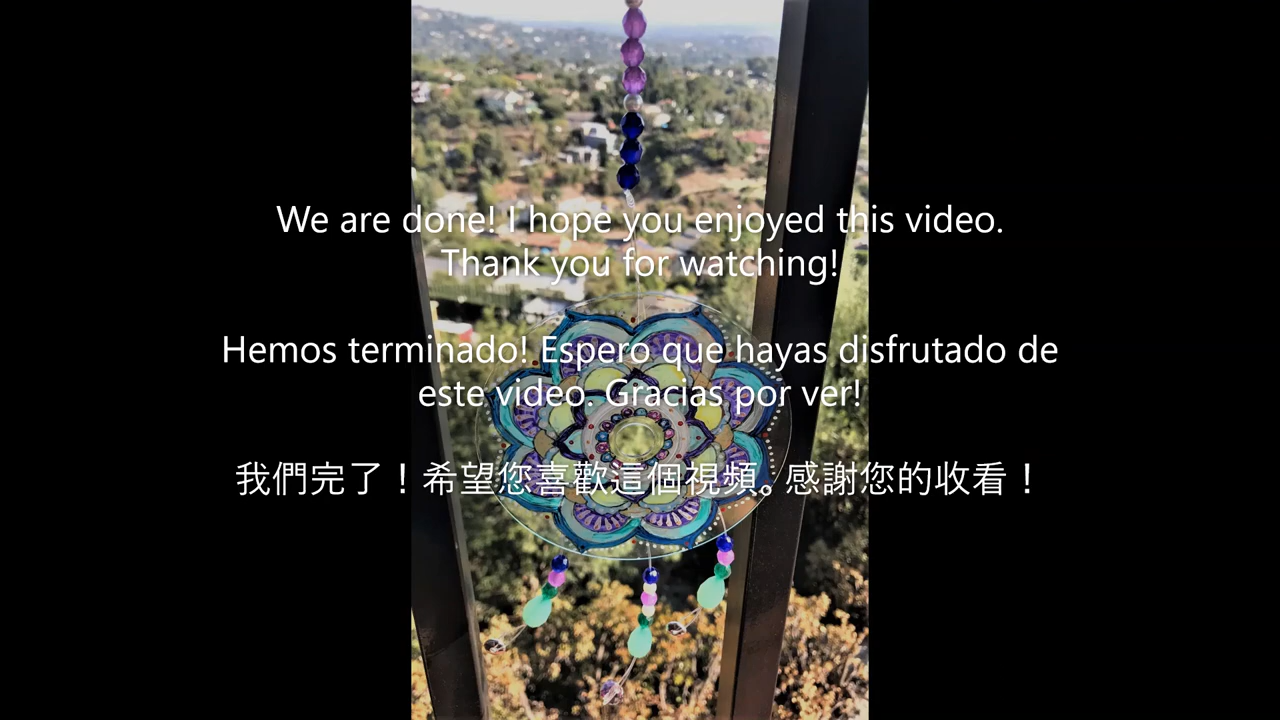 We are done! I hope you enjoyed this video.
Thank you for watching!
Hemos terminado! Espero que hayas disfrutado de
este video. Gracias por ver!
我們完了！希望您喜歡這個視頻。感謝您的收看！